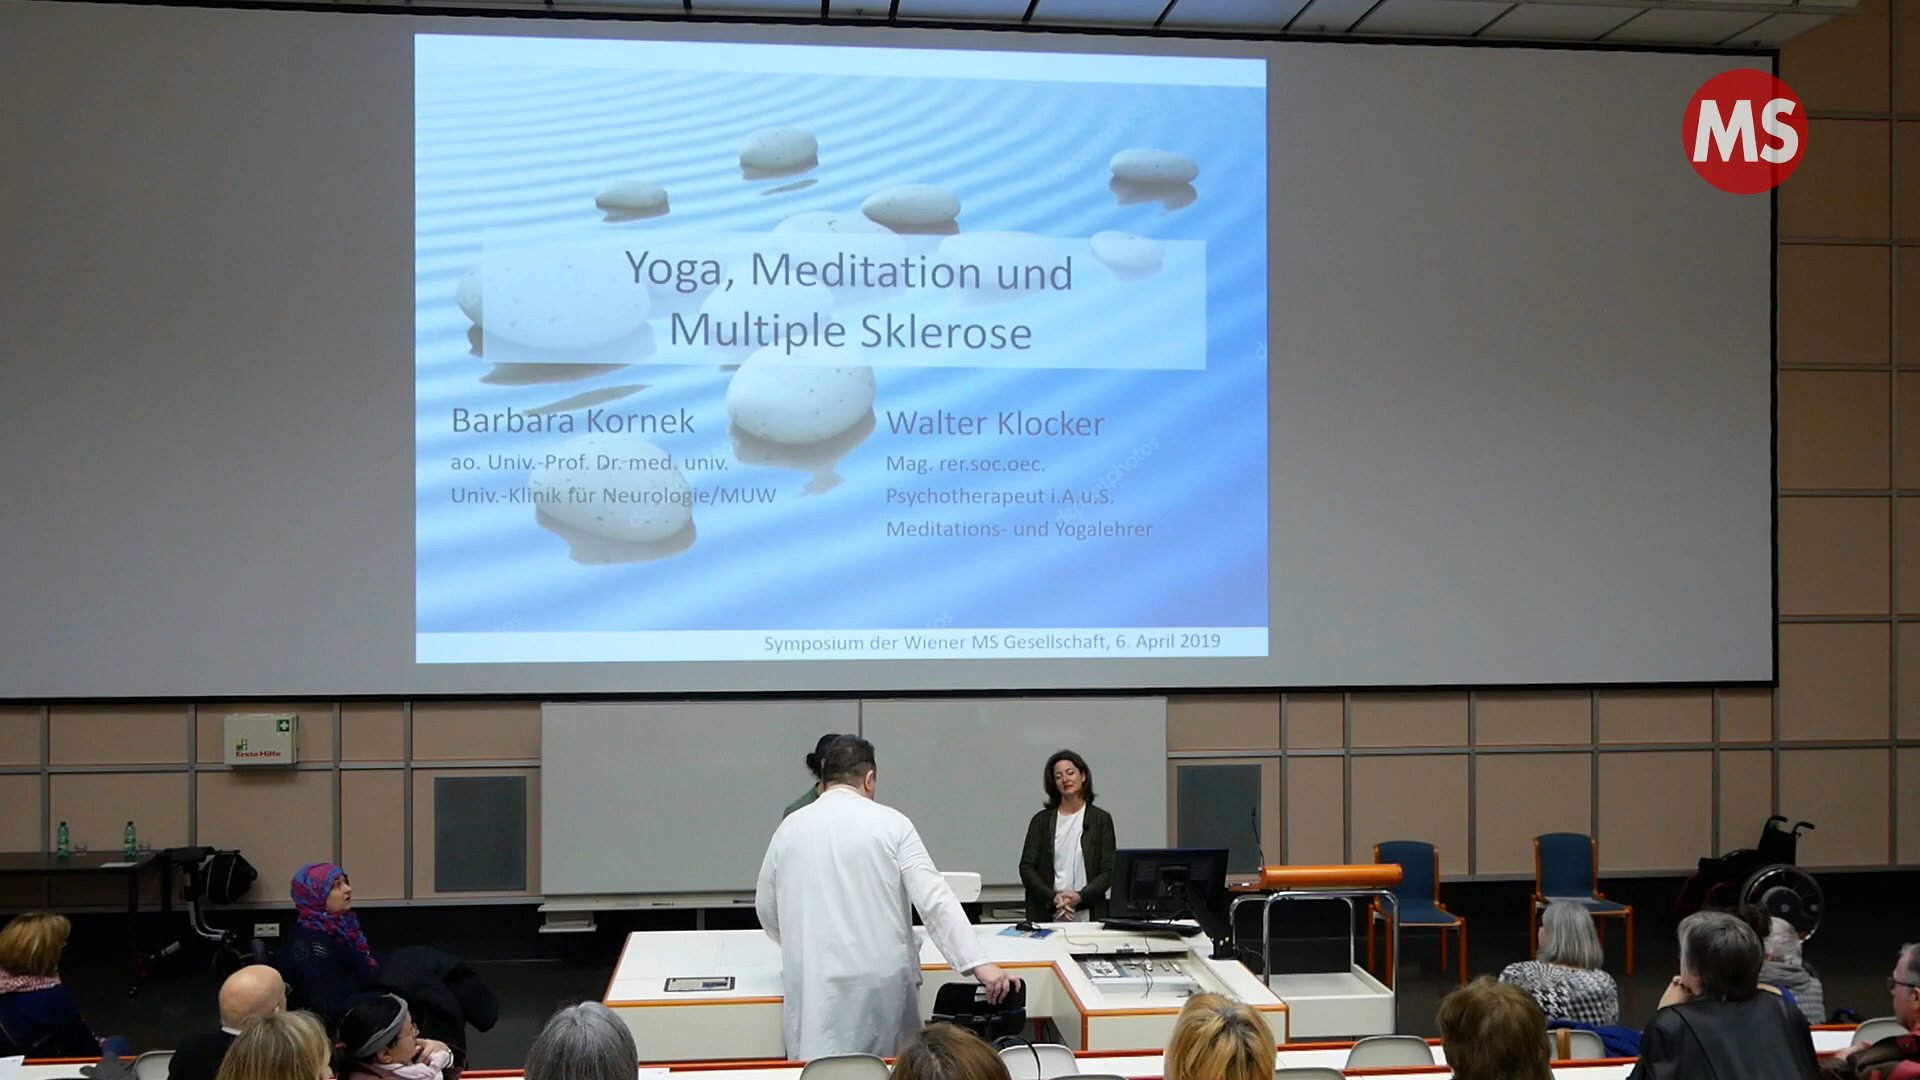 MS
Yoga, Meditation und
Multiple Sklerose
Barbara Kornek
ao. Univ.-Prof. Dr. med. univ.
Univ.-Klinik für Neurologie/MUW
Walter Klocker
Mag. rer.soc.oec.
Psychotherapeut i.A.u.S.
Meditations- und Yogalehrer
depositphotos
Symposium der Wiener MS Gesellschaft, 6. April 2019
Erste Hilfe